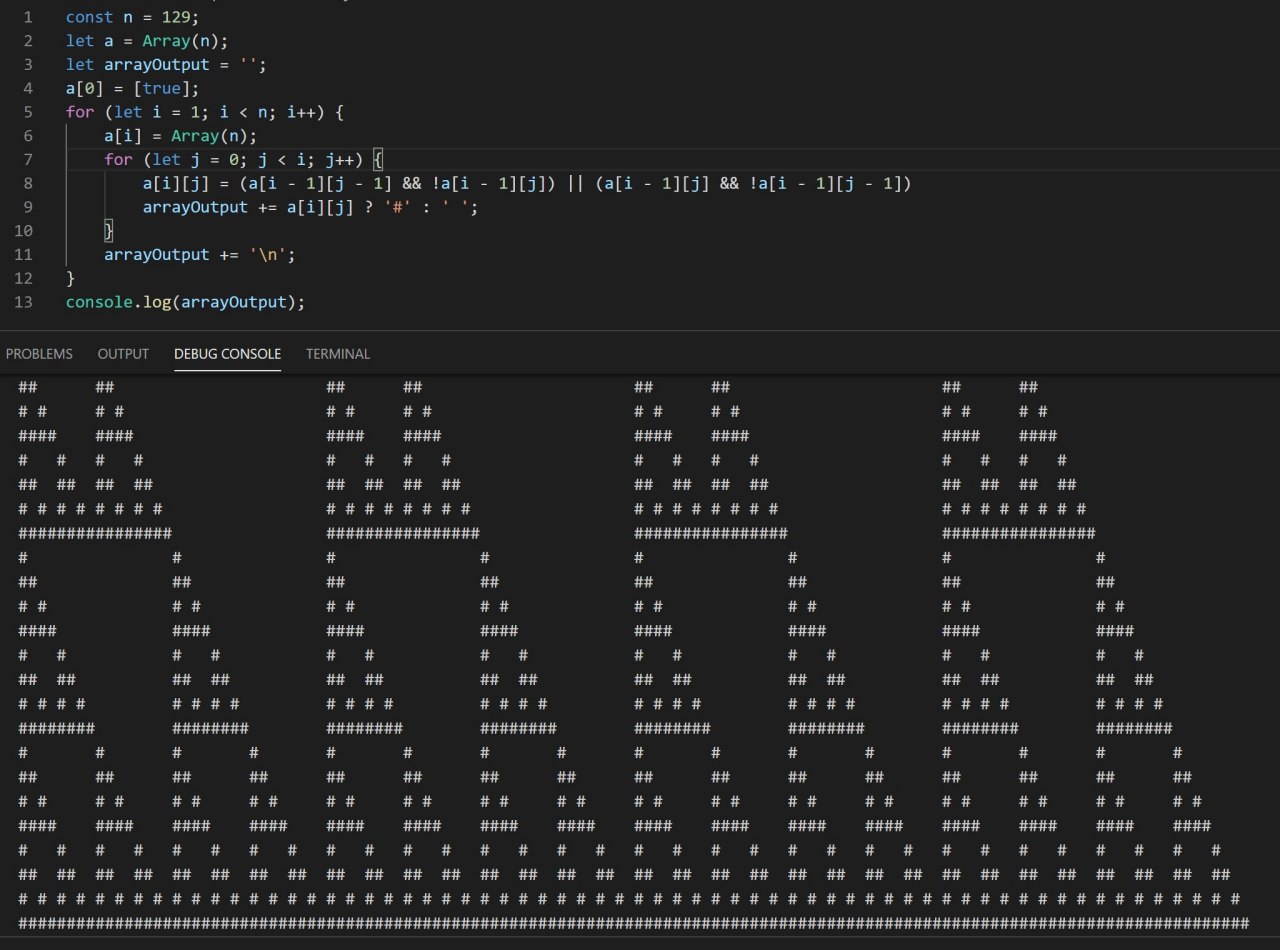 1 const n = 129;
2 let a = Array(n);
3 let arrayOutput = '';
4 a[0] = [true];
5 for (let i = 1; i < n; i++) {
6     a[i] = Array(n);
7     for (let j = 0; j < i; j++) {
8         a[i][j] = (a[i - 1][j - 1] && !a[i - 1][j]) || (a[i - 1][j] && !a[i - 1][j - 1])
9         arrayOutput += a[i][j] ? '#' : ' ';
10     }
11     arrayOutput += '\n';
12 }
13 console.log(arrayOutput);
PROBLEMS OUTPUT DEBUG CONSOLE TERMINAL
##      ##                      ##      ##                      ##      ##                      ##      ##
# #     # #                     # #     # #                     # #     # #                     # #     # #
####    ####                    ####    ####                    ####    ####                    ####    ####
#   #   #   #                   #   #   #   #                   #   #   #   #                   #   #   #   #
##  ##  ##  ##                  ##  ##  ##  ##                  ##  ##  ##  ##                  ##  ##  ##  ##
# # # # # # # #                 # # # # # # # #                 # # # # # # # #                 # # # # # # # #
################                ################                ################                ################
#               #               #               #               #               #               #               #
##              ##              ##              ##              ##              ##              ##              ##
# #             # #             # #             # #             # #             # #             # #             # #
####            ####            ####            ####            ####            ####            ####            ####
#   #           #   #           #   #           #   #           #   #           #   #           #   #           #   #
##  ##          ##  ##          ##  ##          ##  ##          ##  ##          ##  ##          ##  ##          ##  ##
# # # #         # # # #         # # # #         # # # #         # # # #         # # # #         # # # #         # # # #
########        ########        ########        ########        ########        ########        ########        ########
#       #       #       #       #       #       #       #       #       #       #       #       #       #       #       #
##      ##      ##      ##      ##      ##      ##      ##      ##      ##      ##      ##      ##      ##      ##      ##
# #     # #     # #     # #     # #     # #     # #     # #     # #     # #     # #     # #     # #     # #     # #     # #
####    ####    ####    ####    ####    ####    ####    ####    ####    ####    ####    ####    ####    ####    ####    ####
#   #   #   #   #   #   #   #   #   #   #   #   #   #   #   #   #   #   #   #   #   #   #   #   #   #   #   #   #   #   #   #
##  ##  ##  ##  ##  ##  ##  ##  ##  ##  ##  ##  ##  ##  ##  ##  ##  ##  ##  ##  ##  ##  ##  ##  ##  ##  ##  ##  ##  ##  ##  ##
# # # # # # # # # # # # # # # # # # # # # # # # # # # # # # # # # # # # # # # # # # # # # # # # # # # # # # # # # # # # # # # #
################################################################################################################################